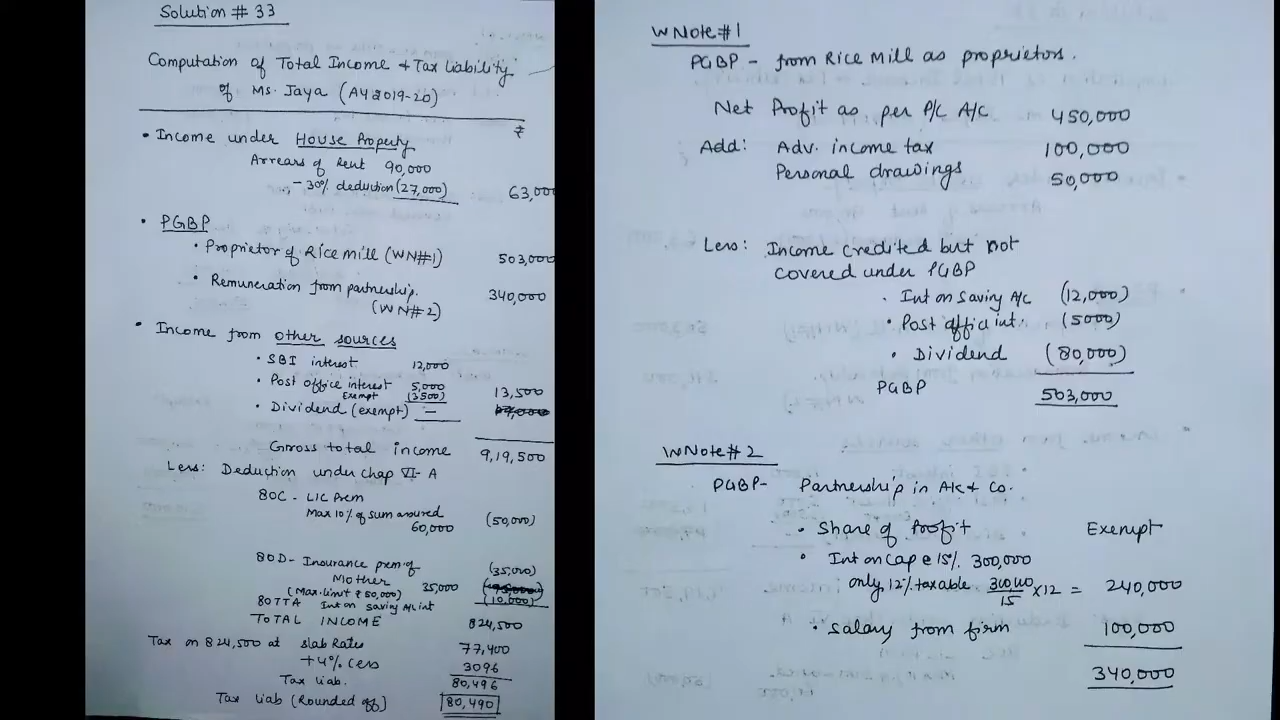 Solution # 33
Computation of Total Income & Tax Liability
of Ms. Jaya (AY 2019-20)
₹
• Income under House Property
Arrears of Rent 90,000
- 30% deduction (27,000) 63,000
• PGBP
• Proprietor of Rice mill (WN#1) 503,000
• Remuneration from partnership. 340,000
(WN#2)
• Income from other sources
• SBI interest 12,000
• Post office interest 5,000
Exempt (3500) 13,500
• Dividend (exempt) —
Gross total income 9,19,500
Less: Deduction under chap VI-A
80C - LIC Prem
Max 10% of sum assured (50,000)
60,000
80D - Insurance prem. of (35,000)
Mother 35,000
(Max. limit ₹ 50,000)
80TTA Int on saving A/c int (10,000)
TOTAL INCOME 824,500
Tax on 824,500 at slab Rates 77,400
+4% cess 3096
Tax liab. 80,496
Tax liab (Rounded off) 80,490
W Note #1
PGBP - from Rice Mill as proprietors.
Net Profit as per P/L A/C 450,000
Add: Adv. income tax 100,000
Personal drawings 50,000
Less: Income credited but not
covered under PGBP
• Int on Saving A/c (12,000)
• Post office int. (5000)
• Dividend (80,000)
PGBP 503,000
W Note # 2
PGBP- Partnership in AK & Co.
• Share of Profit Exempt
• Int on Cap @ 15% 300,000
only 12% taxable 300,000/15 x 12 = 240,000
• Salary from firm 100,000
340,000